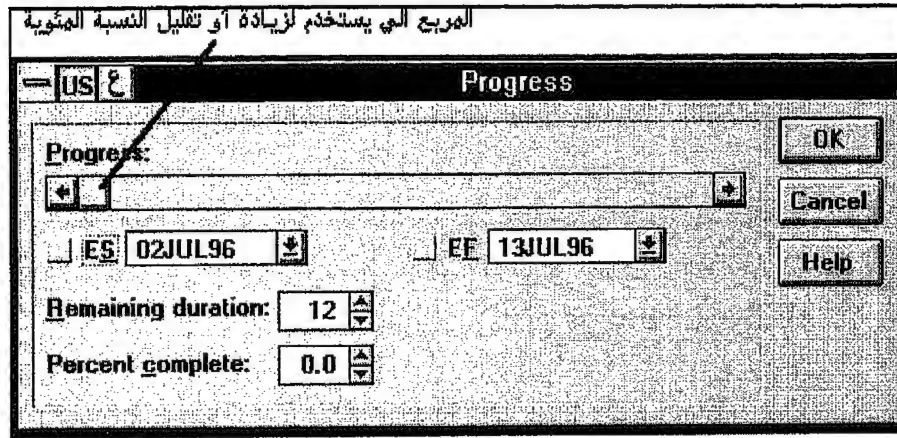 المربع الي يستخدم لزيادة أو تقليل النسبة المئوية
US ع Progress
Progress:
OK
Cancel
ES 02JUL96 EF 13JUL96
Help
Remaining duration: 12
Percent complete: 0.0